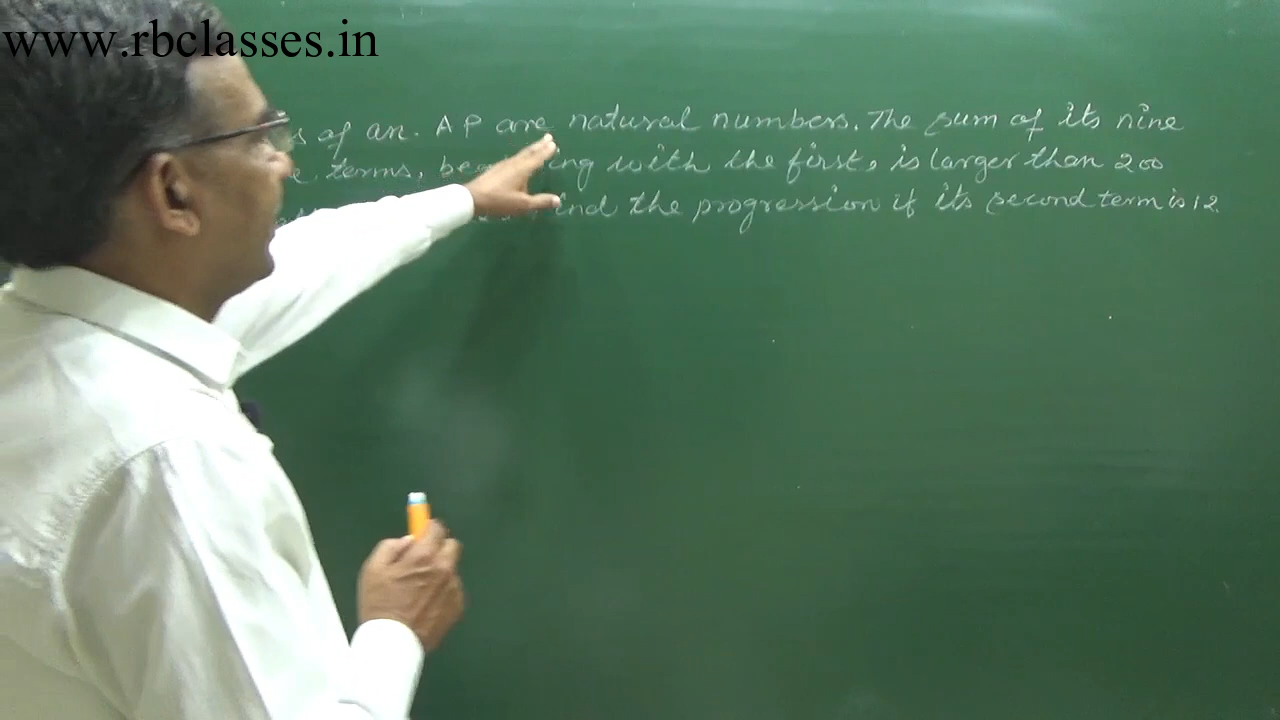 www.rbclasses.in
of an. AP are natural numbers. The sum of its nine
terms, with the first, is larger than 200
the progression if its second term is 12